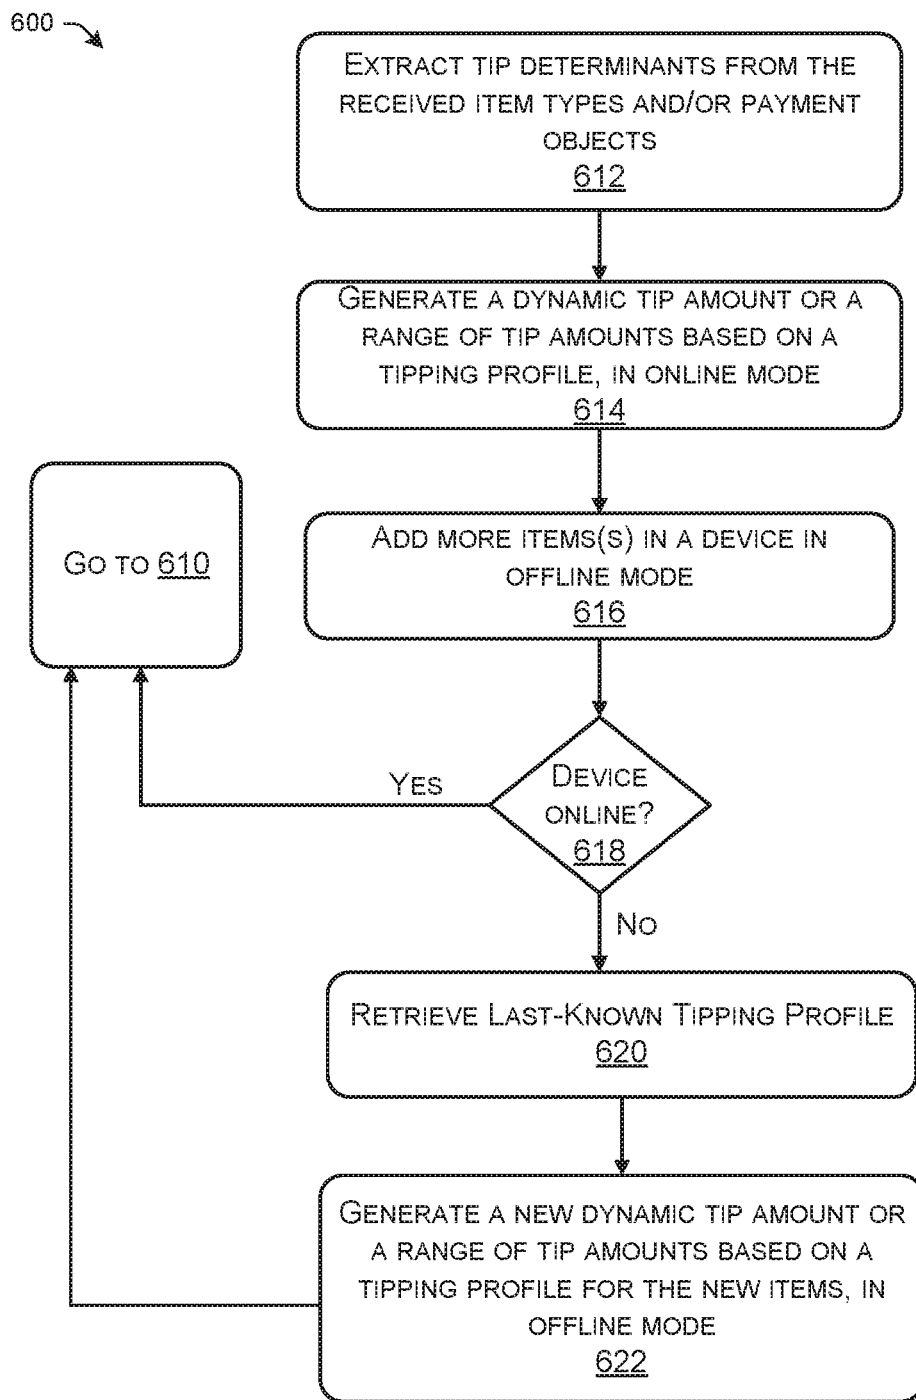 600
EXTRACT TIP DETERMINANTS FROM THE
RECEIVED ITEM TYPES AND/OR PAYMENT
OBJECTS
612
GENERATE A DYNAMIC TIP AMOUNT OR A
RANGE OF TIP AMOUNTS BASED ON A
TIPPING PROFILE, IN ONLINE MODE
614
ADD MORE ITEMS(S) IN A DEVICE IN
OFFLINE MODE
616
GO TO 610
DEVICE
ONLINE?
618
YES
NO
RETRIEVE LAST-KNOWN TIPPING PROFILE
620
GENERATE A NEW DYNAMIC TIP AMOUNT OR
A RANGE OF TIP AMOUNTS BASED ON A
TIPPING PROFILE FOR THE NEW ITEMS, IN
OFFLINE MODE
622